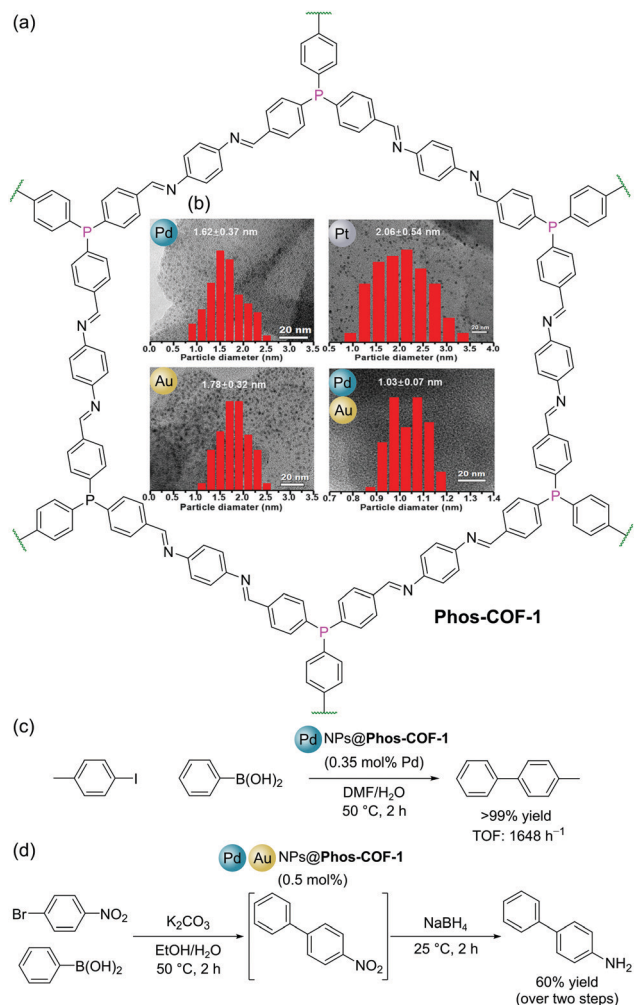 (a)
P
N
N
N
N
P
P
N
N
N
N
P
P
N
N
N
N
P
Phos-COF-1
(b)
Pd
1.62±0.37 nm
20 nm
0.0 0.5 1.0 1.5 2.0 2.5 3.0 3.5
Particle diameter (nm)
Pt
2.06±0.54 nm
20 nm
0.5 1.0 1.5 2.0 2.5 3.0 3.5 4.0
Particle diameter (nm)
Au
1.78±0.32 nm
20 nm
0.0 0.5 1.0 1.5 2.0 2.5 3.0 3.5
Particle diamater (nm)
Pd
Au
1.03±0.07 nm
20 nm
0.7 0.8 0.9 1.0 1.1 1.2 1.3 1.4
Particle diameter (nm)
(c)
I
B(OH)2
Pd NPs@Phos-COF-1
(0.35 mol% Pd)
DMF/H2O
50 °C, 2 h
>99% yield
TOF: 1648 h−1
(d)
Pd Au NPs@Phos-COF-1
(0.5 mol%)
Br
NO2
B(OH)2
K2CO3
EtOH/H2O
50 °C, 2 h
NO2
NaBH4
25 °C, 2 h
NH2
60% yield
(over two steps)